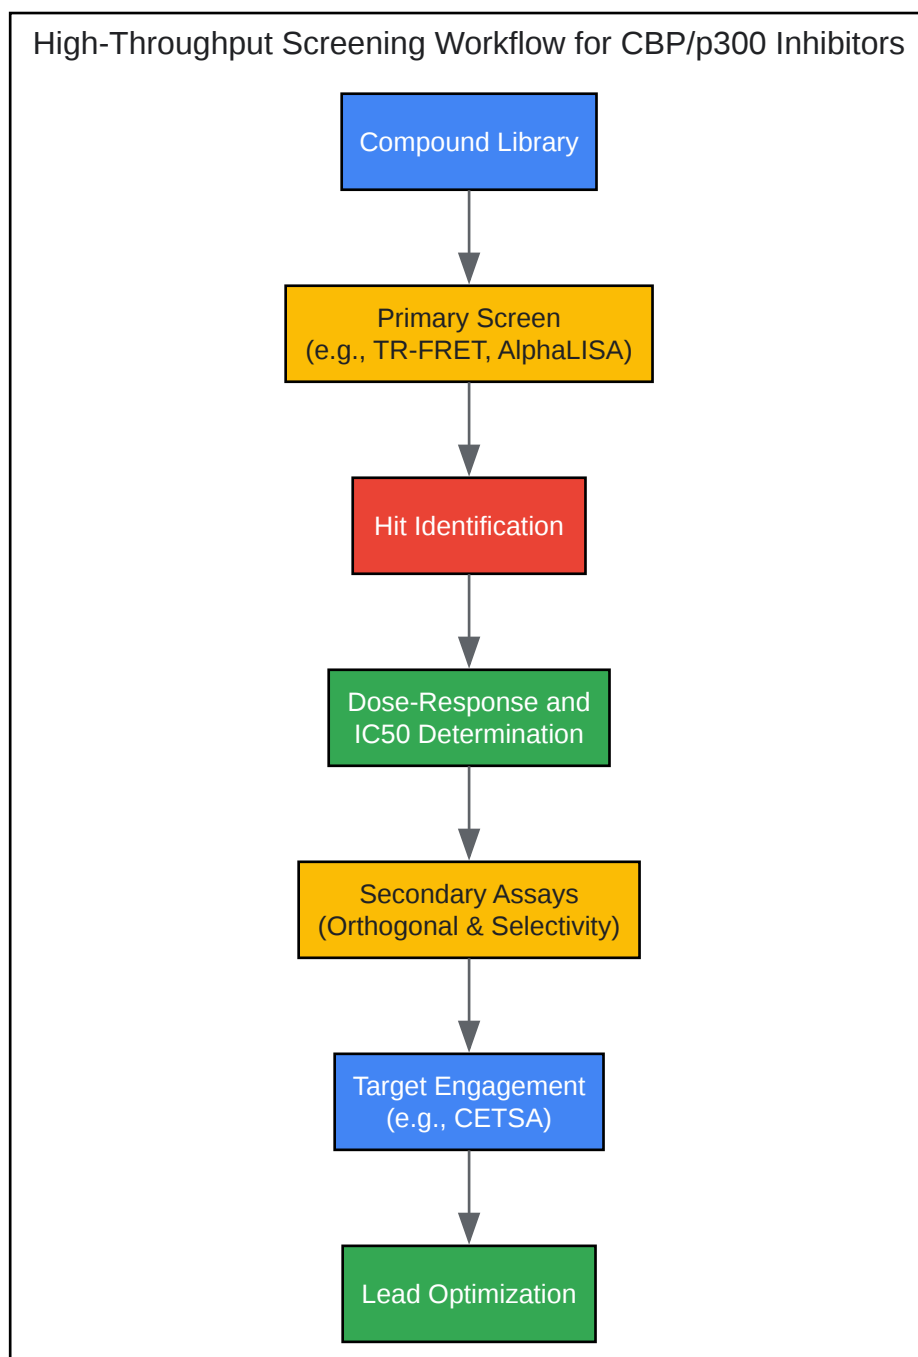 High-Throughput Screening Workflow for CBP/p300 Inhibitors
Compound Library
Primary Screen
(e.g., TR-FRET, AlphaLISA)
Hit Identification
Dose-Response and
IC50 Determination
Secondary Assays
(Orthogonal & Selectivity)
Target Engagement
(e.g., CETSA)
Lead Optimization